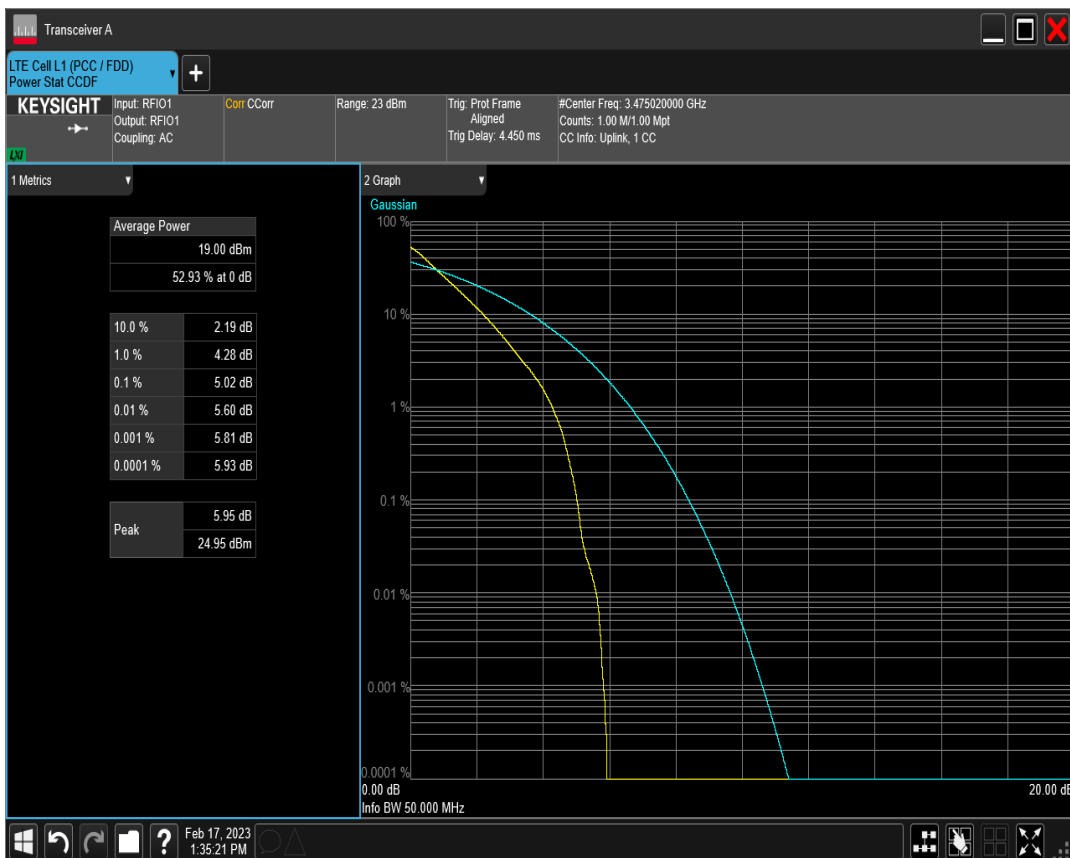 Transceiver A
LTE Cell L1 (PCC / FDD)
Power Stat CCDF
+
KEYSIGHT
LXI
Input: RFIO1
Output: RFIO1
Coupling: AC
Corr CCorr
Range: 23 dBm
Trig: Prot Frame
Aligned
Trig Delay: 4.450 ms
#Center Freq: 3.475020000 GHz
Counts: 1.00 M/1.00 Mpt
CC Info: Uplink, 1 CC
1 Metrics
Average Power
19.00 dBm
52.93 % at 0 dB
10.0 % 2.19 dB
1.0 % 4.28 dB
0.1 % 5.02 dB
0.01 % 5.60 dB
0.001 % 5.81 dB
0.0001 % 5.93 dB
Peak
5.95 dB
24.95 dBm
2 Graph
Gaussian
100 %
10 %
1 %
0.1 %
0.01 %
0.001 %
0.0001 %
0.00 dB
20.00 dB
Info BW 50.000 MHz
?
Feb 17, 2023
1:35:21 PM